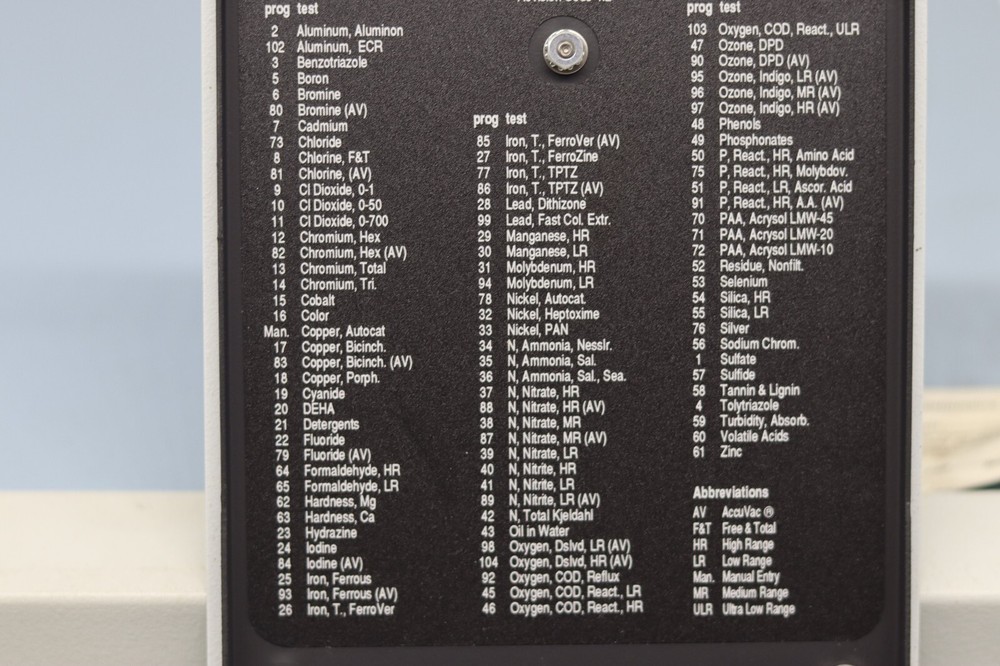 prog test
2 Aluminum, Aluminon
102 Aluminum, ECR
3 Benzotriazole
5 Boron
6 Bromine
80 Bromine (AV)
7 Cadmium
73 Chloride
8 Chlorine, F&T
81 Chlorine, (AV)
9 Cl Dioxide, 0-1
10 Cl Dioxide, 0-50
11 Cl Dioxide, 0-700
12 Chromium, Hex
82 Chromium, Hex (AV)
13 Chromium, Total
14 Chromium, Tri.
15 Cobalt
16 Color
Man. Copper, Autocat
17 Copper, Bicinch.
83 Copper, Bicinch. (AV)
18 Copper, Porph.
19 Cyanide
20 DEHA
21 Detergents
22 Fluoride
79 Fluoride (AV)
64 Formaldehyde, HR
65 Formaldehyde, LR
62 Hardness, Mg
63 Hardness, Ca
23 Hydrazine
24 Iodine
84 Iodine (AV)
25 Iron, Ferrous
93 Iron, Ferrous (AV)
26 Iron, T., FerroVer
prog test
85 Iron, T., FerroVer (AV)
27 Iron, T., FerroZine
77 Iron, T., TPTZ
86 Iron, T., TPTZ (AV)
28 Lead, Dithizone
99 Lead, Fast Col. Extr.
29 Manganese, HR
30 Manganese, LR
31 Molybdenum, HR
94 Molybdenum, LR
78 Nickel, Autocat.
32 Nickel, Heptoxime
33 Nickel, PAN
34 N, Ammonia, Nesslr.
35 N, Ammonia, Sal.
36 N, Ammonia, Sal., Sea.
37 N, Nitrate, HR
88 N, Nitrate, HR (AV)
38 N, Nitrate, MR
87 N, Nitrate, MR (AV)
39 N, Nitrate, LR
40 N, Nitrite, HR
41 N, Nitrite, LR
89 N, Nitrite, LR (AV)
42 N, Total Kjeldahl
43 Oil in Water
98 Oxygen, Dslvd, LR (AV)
104 Oxygen, Dslvd, HR (AV)
92 Oxygen, COD, Reflux
45 Oxygen, COD, React., LR
46 Oxygen, COD, React., HR
prog test
103 Oxygen, COD, React., ULR
47 Ozone, DPD
90 Ozone, DPD (AV)
95 Ozone, Indigo, LR (AV)
96 Ozone, Indigo, MR (AV)
97 Ozone, Indigo, HR (AV)
48 Phenols
49 Phosphonates
50 P, React., HR, Amino Acid
75 P, React., HR, Molybdov.
51 P, React., LR, Ascor. Acid
91 P, React., HR, A.A. (AV)
70 PAA, Acrysol LMW-45
71 PAA, Acrysol LMW-20
72 PAA, Acrysol LMW-10
52 Residue, Nonfilt.
53 Selenium
54 Silica, HR
55 Silica, LR
76 Silver
56 Sodium Chrom.
1 Sulfate
57 Sulfide
58 Tannin & Lignin
4 Tolytriazole
59 Turbidity, Absorb.
60 Volatile Acids
61 Zinc
Abbreviations
AV AccuVac ®
F&T Free & Total
HR High Range
LR Low Range
Man. Manual Entry
MR Medium Range
ULR Ultra Low Range